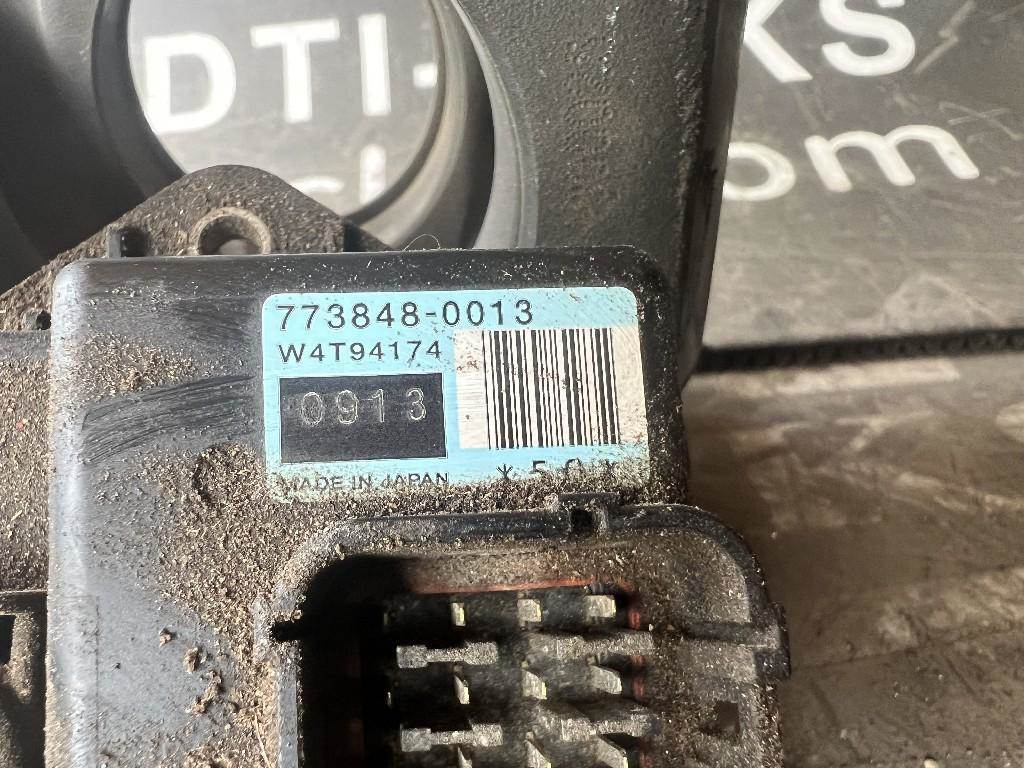 DTI-
KS
om
773848-0013
W4T94174
0913
MADE IN JAPAN